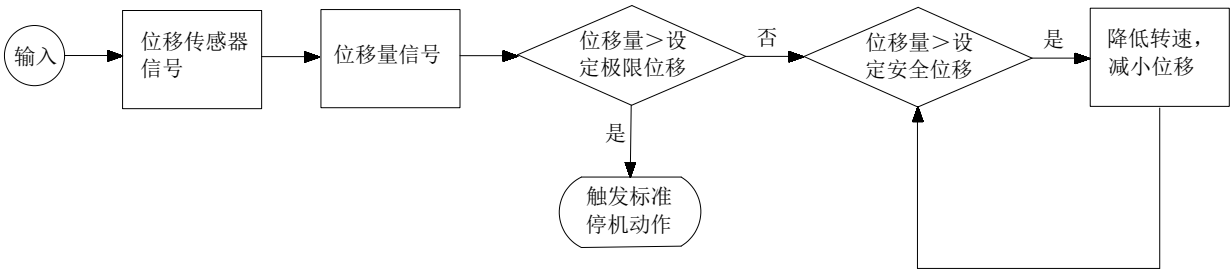 输入
位移传感器
信号
位移量信号
位移量＞设
定极限位移
否
是
触发标准
停机动作
位移量＞设
定安全位移
是
降低转速，
减小位移